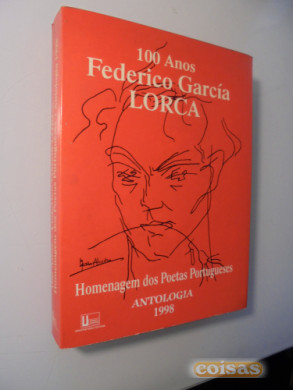 100 Anos
Federico García
LORCA
Homenagem dos Poetas Portugueses
ANTOLOGIA
1998
coisas